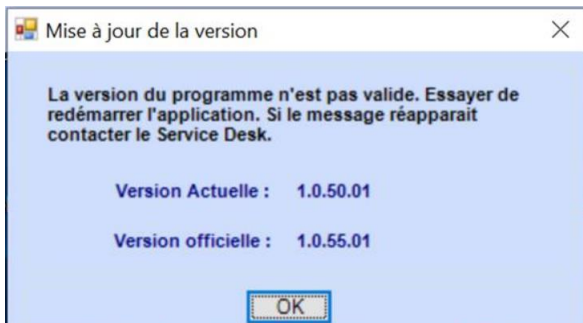 Mise à jour de la version
La version du programme n'est pas valide. Essayer de
redémarrer l'application. Si le message réapparait
contacter le Service Desk.
Version Actuelle : 1.0.50.01
Version officielle : 1.0.55.01
OK